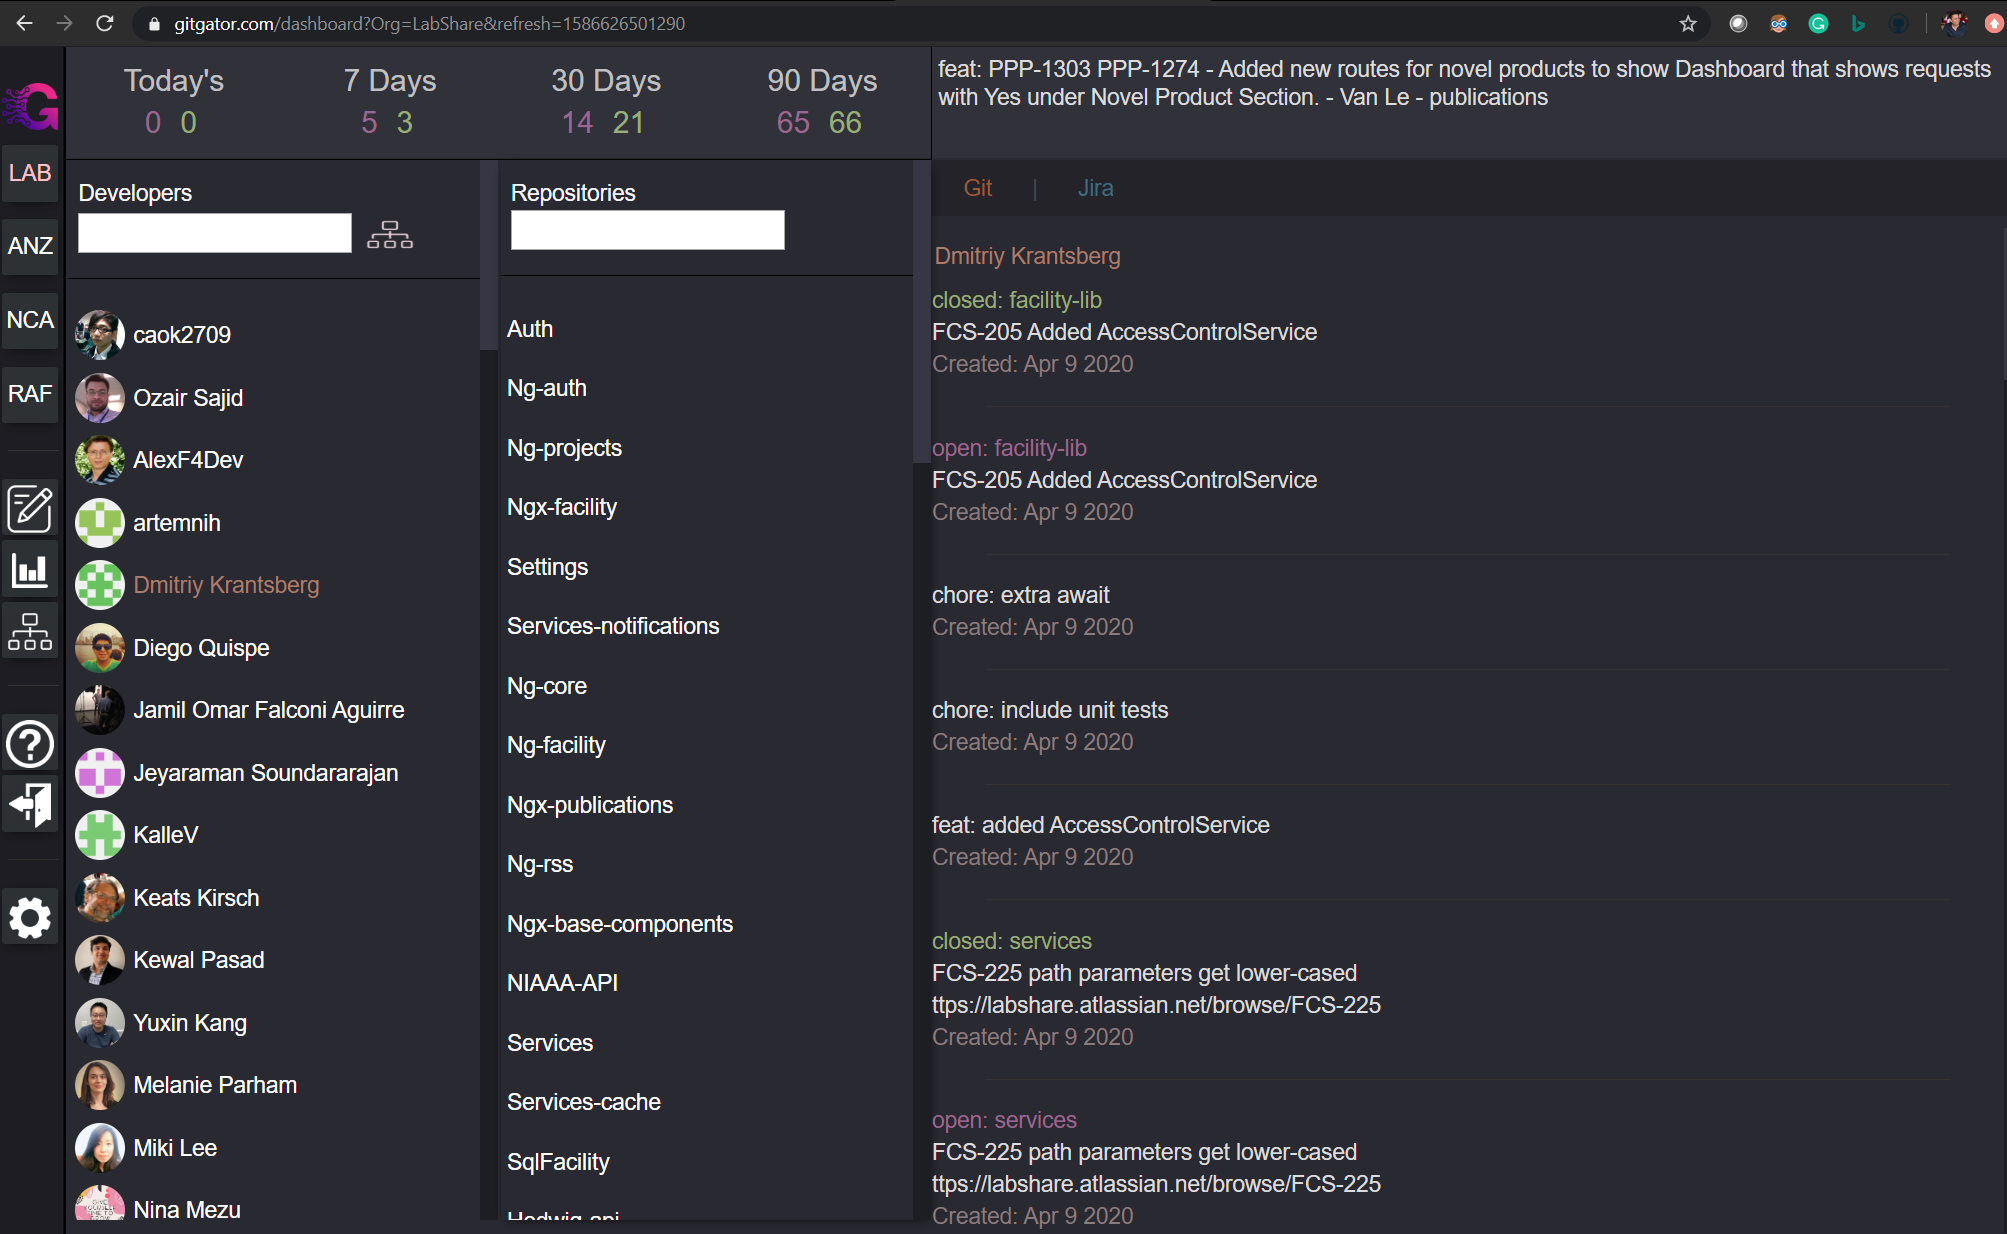 gitgator.com/dashboard?Org=LabShare&refresh=1586626501290
Today's
0 0
7 Days
5 3
30 Days
14 21
90 Days
65 66
feat: PPP-1303 PPP-1274 - Added new routes for novel products to show Dashboard that shows requests
with Yes under Novel Product Section. - Van Le - publications
LAB
ANZ
NCA
RAF
Developers
caok2709
Ozair Sajid
AlexF4Dev
artemnih
Dmitriy Krantsberg
Diego Quispe
Jamil Omar Falconi Aguirre
Jeyaraman Soundararajan
KalleV
Keats Kirsch
Kewal Pasad
Yuxin Kang
Melanie Parham
Miki Lee
Nina Mezu
Repositories
Auth
Ng-auth
Ng-projects
Ngx-facility
Settings
Services-notifications
Ng-core
Ng-facility
Ngx-publications
Ng-rss
Ngx-base-components
NIAAA-API
Services
Services-cache
SqlFacility
Hedwig-api
Git | Jira
Dmitriy Krantsberg
closed: facility-lib
FCS-205 Added AccessControlService
Created: Apr 9 2020
open: facility-lib
FCS-205 Added AccessControlService
Created: Apr 9 2020
chore: extra await
Created: Apr 9 2020
chore: include unit tests
Created: Apr 9 2020
feat: added AccessControlService
Created: Apr 9 2020
closed: services
FCS-225 path parameters get lower-cased
ttps://labshare.atlassian.net/browse/FCS-225
Created: Apr 9 2020
open: services
FCS-225 path parameters get lower-cased
ttps://labshare.atlassian.net/browse/FCS-225
Created: Apr 9 2020